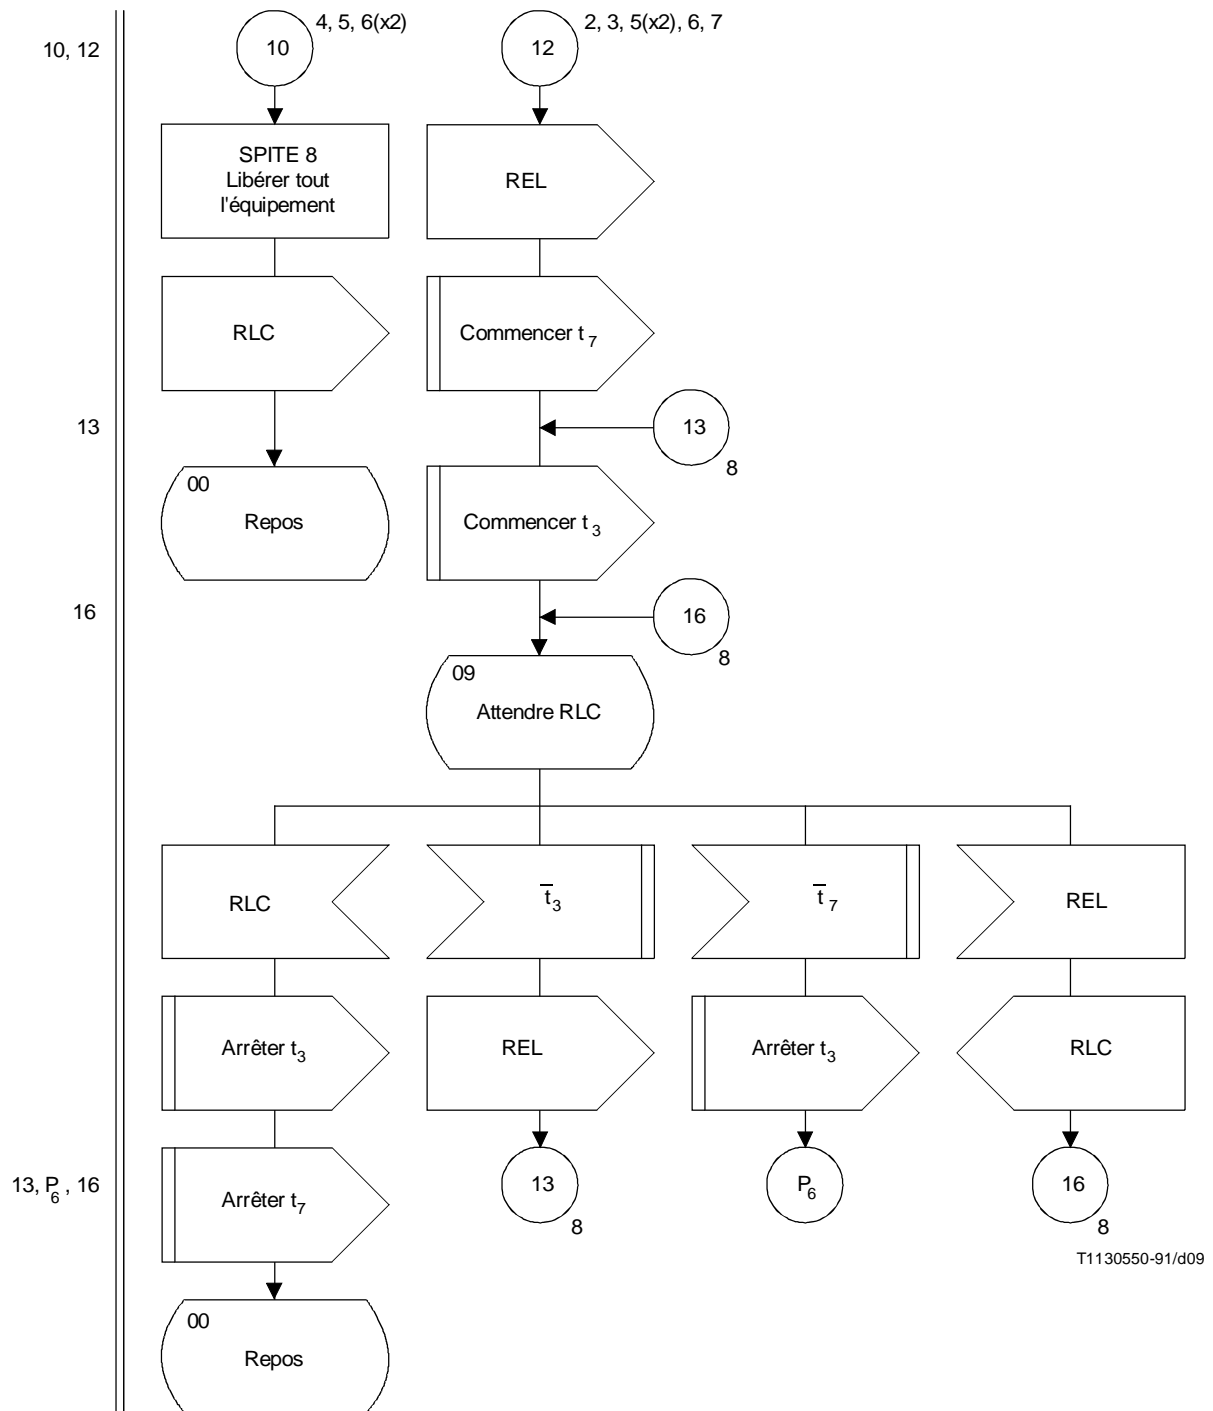 4, 5, 6(x2)
2, 3, 5(x2), 6, 7
10, 12
10
12
SPITE 8
Libérer tout
l'équipement
REL
RLC
Commencer t7
13
13
8
00
Repos
Commencer t3
16
16
8
09
Attendre RLC
RLC
t̅3
t̅7
REL
Arrêter t3
REL
Arrêter t3
RLC
13, P6, 16
Arrêter t7
13
8
P6
16
8
T1130550-91/d09
00
Repos